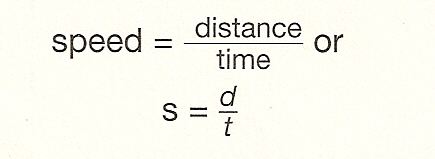 speed = distance/time or
s = d/t